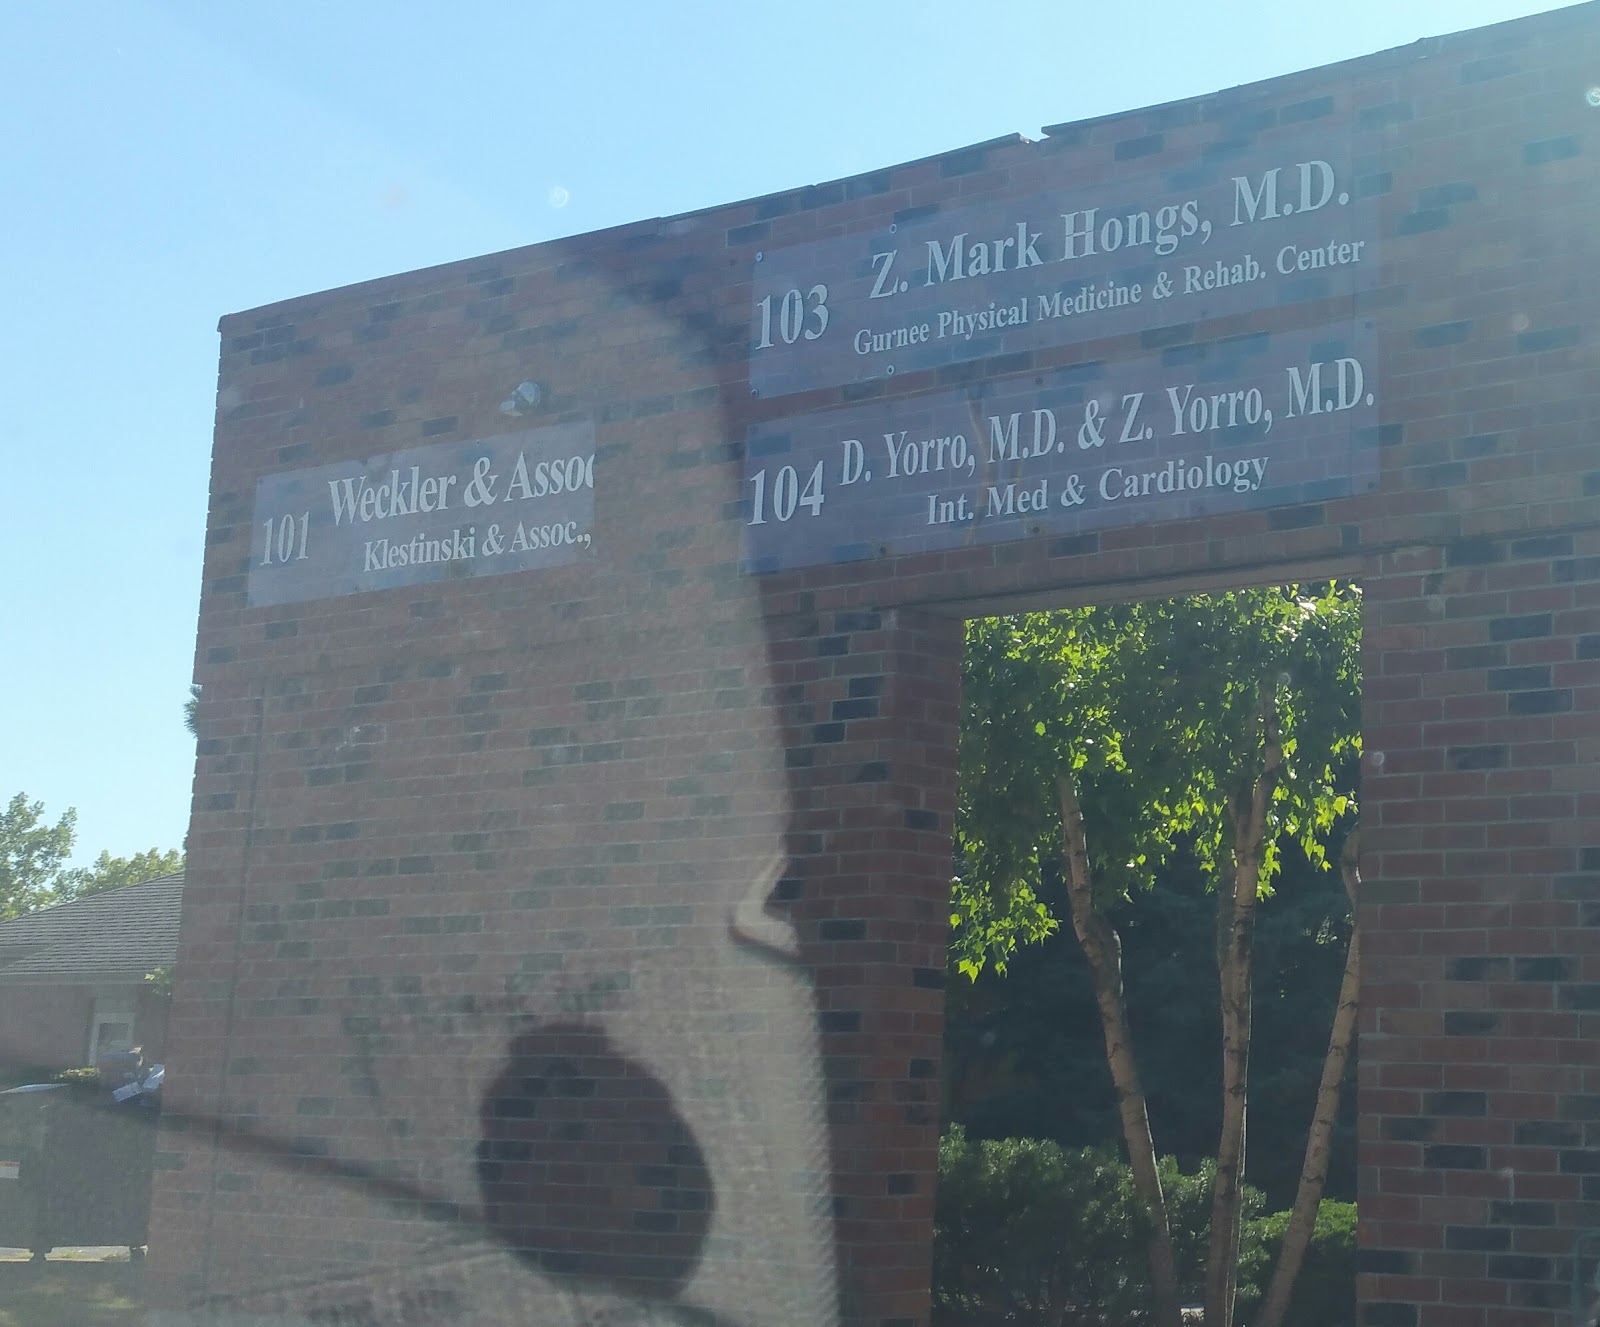 103 Z. Mark Hongs, M.D.
Gurnee Physical Medicine & Rehab. Center
104 D. Yorro, M.D. & Z. Yorro, M.D.
Int. Med & Cardiology
101 Weckler & Assoc
Klestinski & Assoc.,